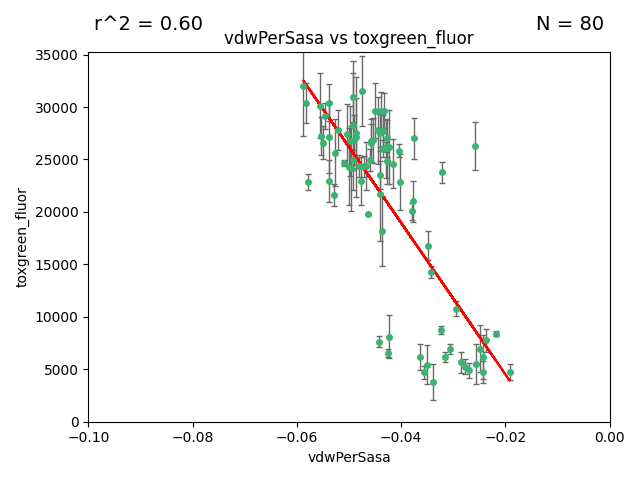 r^2 = 0.60
N = 80
vdwPerSasa vs toxgreen_fluor
35000
30000
25000
20000
15000
10000
5000
0
toxgreen_fluor
−0.10
−0.08
−0.06
−0.04
−0.02
0.00
vdwPerSasa